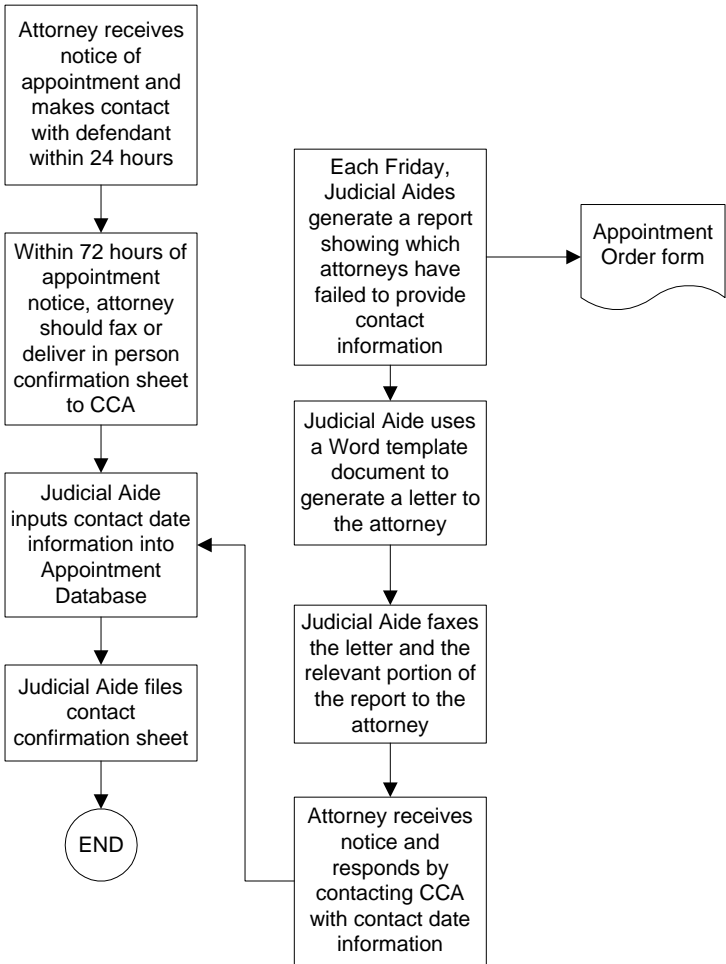 Attorney receives
notice of
appointment and
makes contact
with defendant
within 24 hours
Within 72 hours of
appointment
notice, attorney
should fax or
deliver in person
confirmation sheet
to CCA
Judicial Aide
inputs contact date
information into
Appointment
Database
Judicial Aide files
contact
confirmation sheet
END
Each Friday,
Judicial Aides
generate a report
showing which
attorneys have
failed to provide
contact
information
Appointment
Order form
Judicial Aide uses
a Word template
document to
generate a letter to
the attorney
Judicial Aide faxes
the letter and the
relevant portion of
the report to the
attorney
Attorney receives
notice and
responds by
contacting CCA
with contact date
information